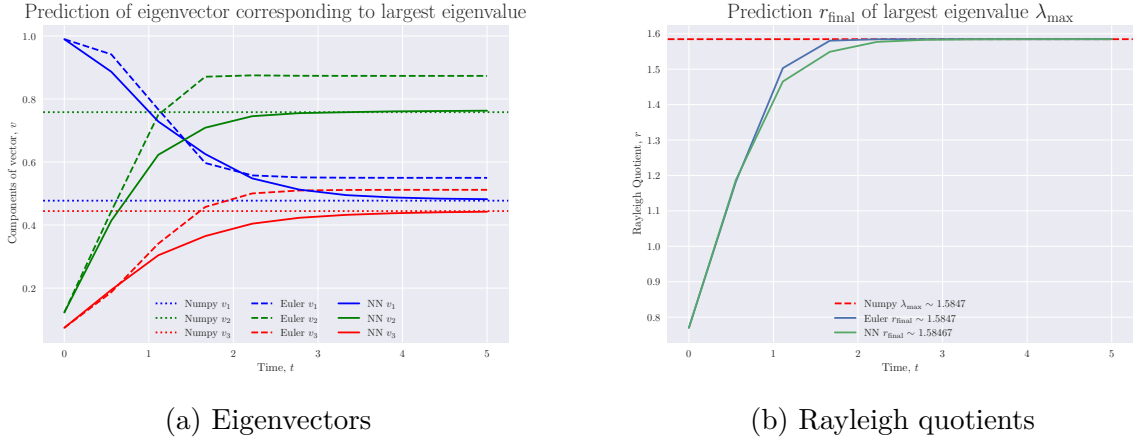 Prediction of eigenvector corresponding to largest eigenvalue
1.0
0.8
0.6
0.4
0.2
Components of vector, v
Numpy v₁
Numpy v₂
Numpy v₃
Euler v₁
Euler v₂
Euler v₃
NN v₁
NN v₂
NN v₃
0 1 2 3 4 5
Time, t
(a) Eigenvectors
Prediction r_final of largest eigenvalue λ_max
1.6
1.5
1.4
1.3
1.2
1.1
1.0
0.9
0.8
Rayleigh Quotient, r
Numpy λ_max ∼ 1.5847
Euler r_final ∼ 1.5847
NN r_final ∼ 1.58467
0 1 2 3 4 5
Time, t
(b) Rayleigh quotients